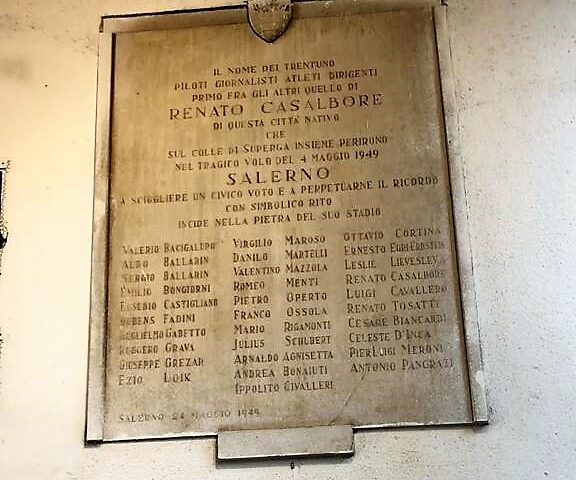 IL NOME DEI TRENTUNO
PILOTI GIORNALISTI ATLETI DIRIGENTI
PRIMO FRA GLI ALTRI QUELLO DI
RENATO CASALBORE
DI QUESTA CITTÀ NATIVO
CHE
SUL COLLE DI SUPERGA INSIEME PERIRONO
NEL TRAGICO VOLO DEL 4 MAGGIO 1949
SALERNO
A SCIOGLIERE UN CIVICO VOTO E A PERPETUARNE IL RICORDO
CON SIMBOLICO RITO
INCIDE NELLA PIETRA DEL SUO STADIO
VALERIO BACIGALUPO
ALDO BALLARIN
SERGIO BALLARIN
EMILIO BONGIORNI
EUSEBIO CASTIGLIANO
RUBENS FADINI
GUGLIELMO GABETTO
RUGGERO GRAVA
GIUSEPPE GREZAR
EZIO LOIK
VIRGILIO MAROSO
DANILO MARTELLI
VALENTINO MAZZOLA
ROMEO MENTI
PIETRO OPERTO
FRANCO OSSOLA
MARIO RIGAMONTI
JULIUS SCHUBERT
ARNALDO AGNISETTA
ANDREA BONAIUTI
IPPOLITO CIVALLERI
OTTAVIO CORTINA
ERNESTO EGRI-ERBSTEIN
LESLIE LIEVESLEY
RENATO CASALBORE
LUIGI CAVALLERO
RENATO TOSATTI
CESARE BIANCARDI
CELESTE D'INCA
PIERLUIGI MERONI
ANTONIO PANGRAZI
SALERNO 24 MAGGIO 1949